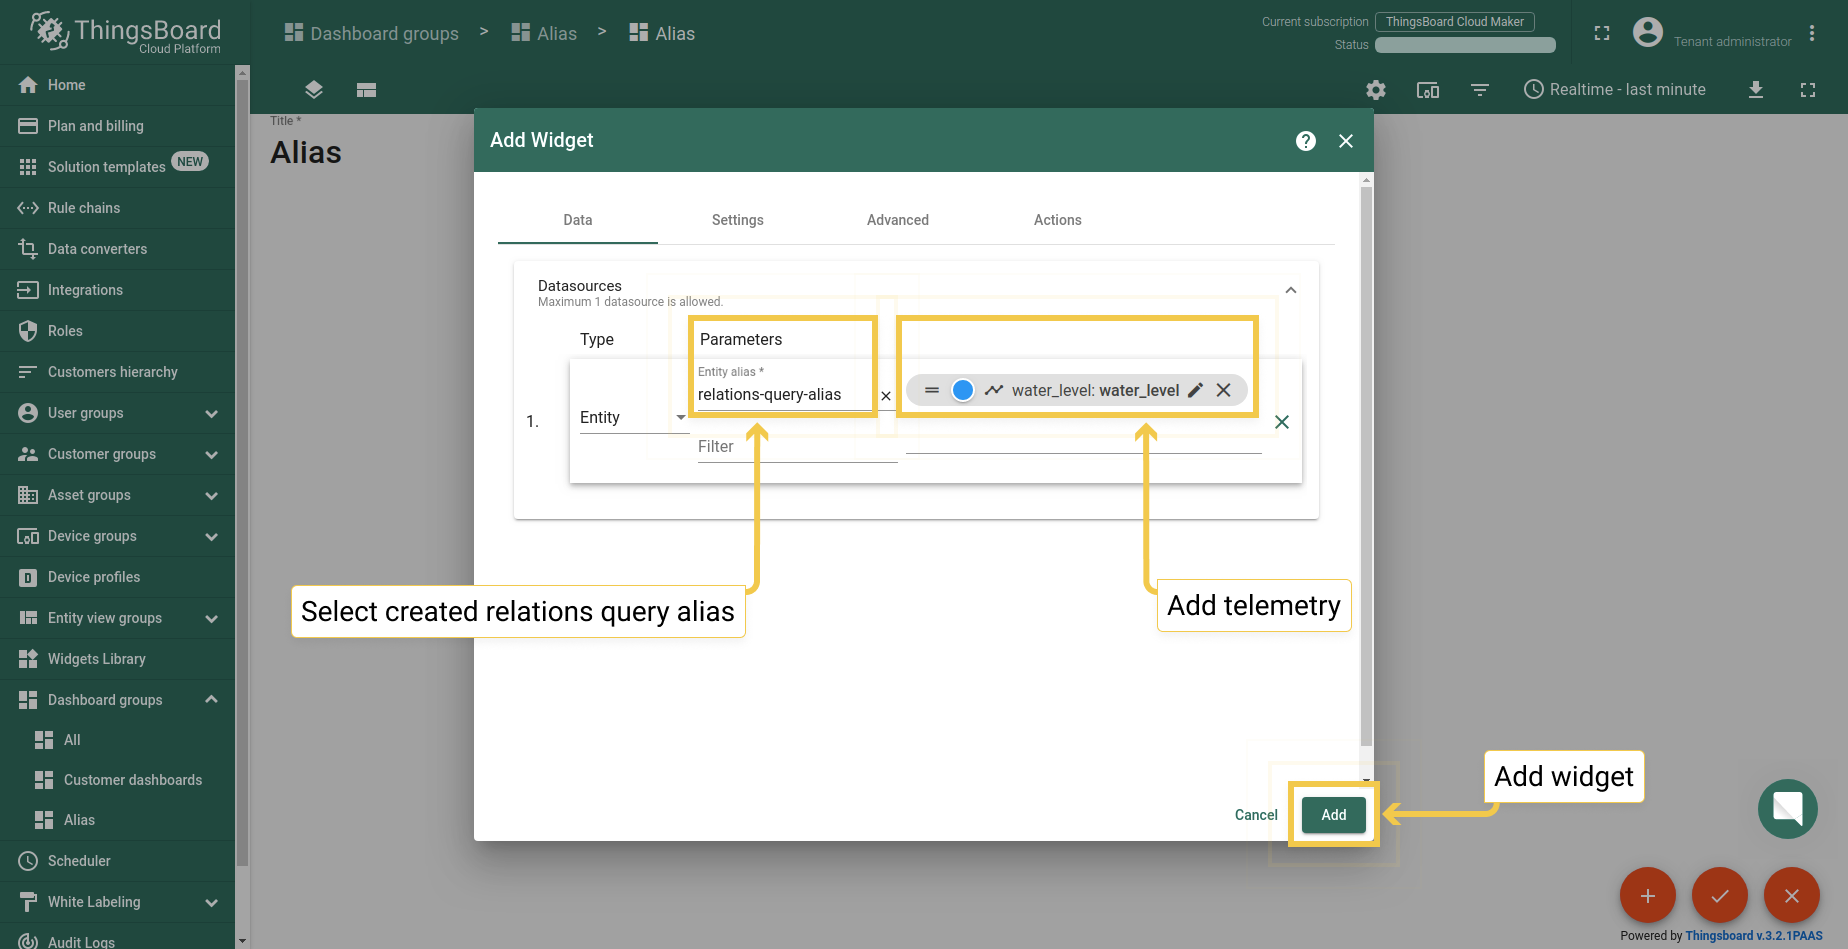 ThingsBoard
Cloud Platform
Dashboard groups > Alias > Alias
Current subscription ThingsBoard Cloud Maker
Status
Tenant administrator
Realtime - last minute
Home
Plan and billing
Solution templates NEW
Rule chains
Data converters
Integrations
Roles
Customers hierarchy
User groups
Customer groups
Asset groups
Device groups
Device profiles
Entity view groups
Widgets Library
Dashboard groups
All
Customer dashboards
Alias
Scheduler
White Labeling
Audit Logs
Title *
Alias
Add Widget
Data Settings Advanced Actions
Datasources
Maximum 1 datasource is allowed.
Type Parameters
1. Entity
Entity alias *
relations-query-alias
water_level: water_level
Filter
Select created relations query alias
Add telemetry
Cancel Add
Add widget
Powered by Thingsboard v.3.2.1PAAS